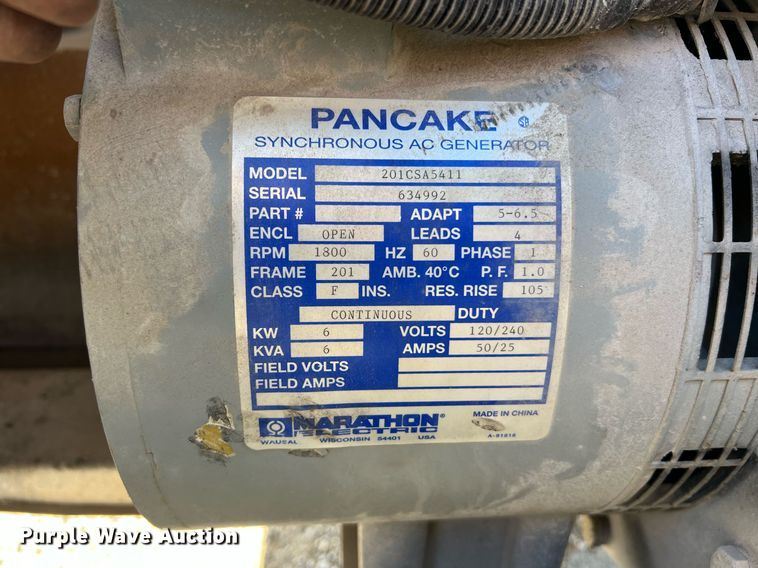 PANCAKE SA
SYNCHRONOUS AC GENERATOR
MODEL 201CSA5411
SERIAL 634992
PART # ADAPT 5-6.5
ENCL OPEN LEADS 4
RPM 1800 HZ 60 PHASE 1
FRAME 201 AMB. 40°C P.F. 1.0
CLASS F INS. RES. RISE 105
CONTINUOUS DUTY
KW 6 VOLTS 120/240
KVA 6 AMPS 50/25
FIELD VOLTS
FIELD AMPS
MARATHON®
ELECTRIC
MADE IN CHINA
WAUSAU, WISCONSIN 54401 USA
A-81816
Purple Wave Auction